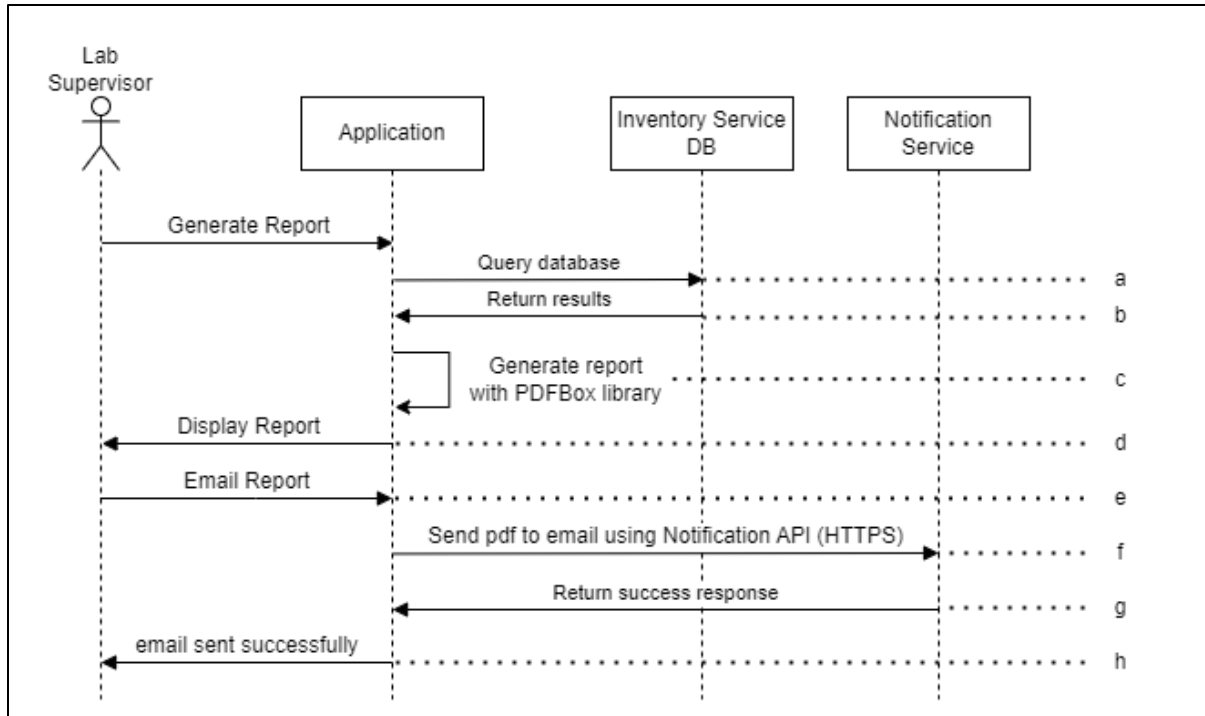 Lab
Supervisor
Application
Inventory Service
DB
Notification
Service
Generate Report
Query database
a
Return results
b
Generate report
with PDFBox library
c
Display Report
d
Email Report
e
Send pdf to email using Notification API (HTTPS)
f
Return success response
g
email sent successfully
h